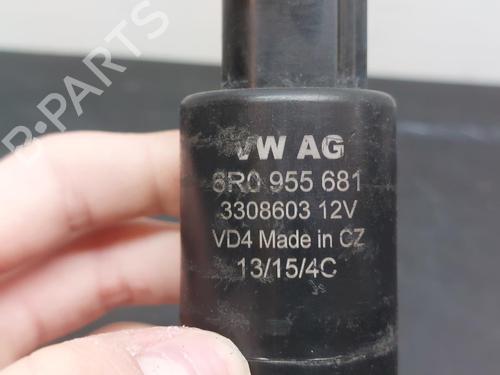 VW AG
6R0 955 681
3308603 12V
VD4 Made in CZ
13/15/4C
B-PARTS